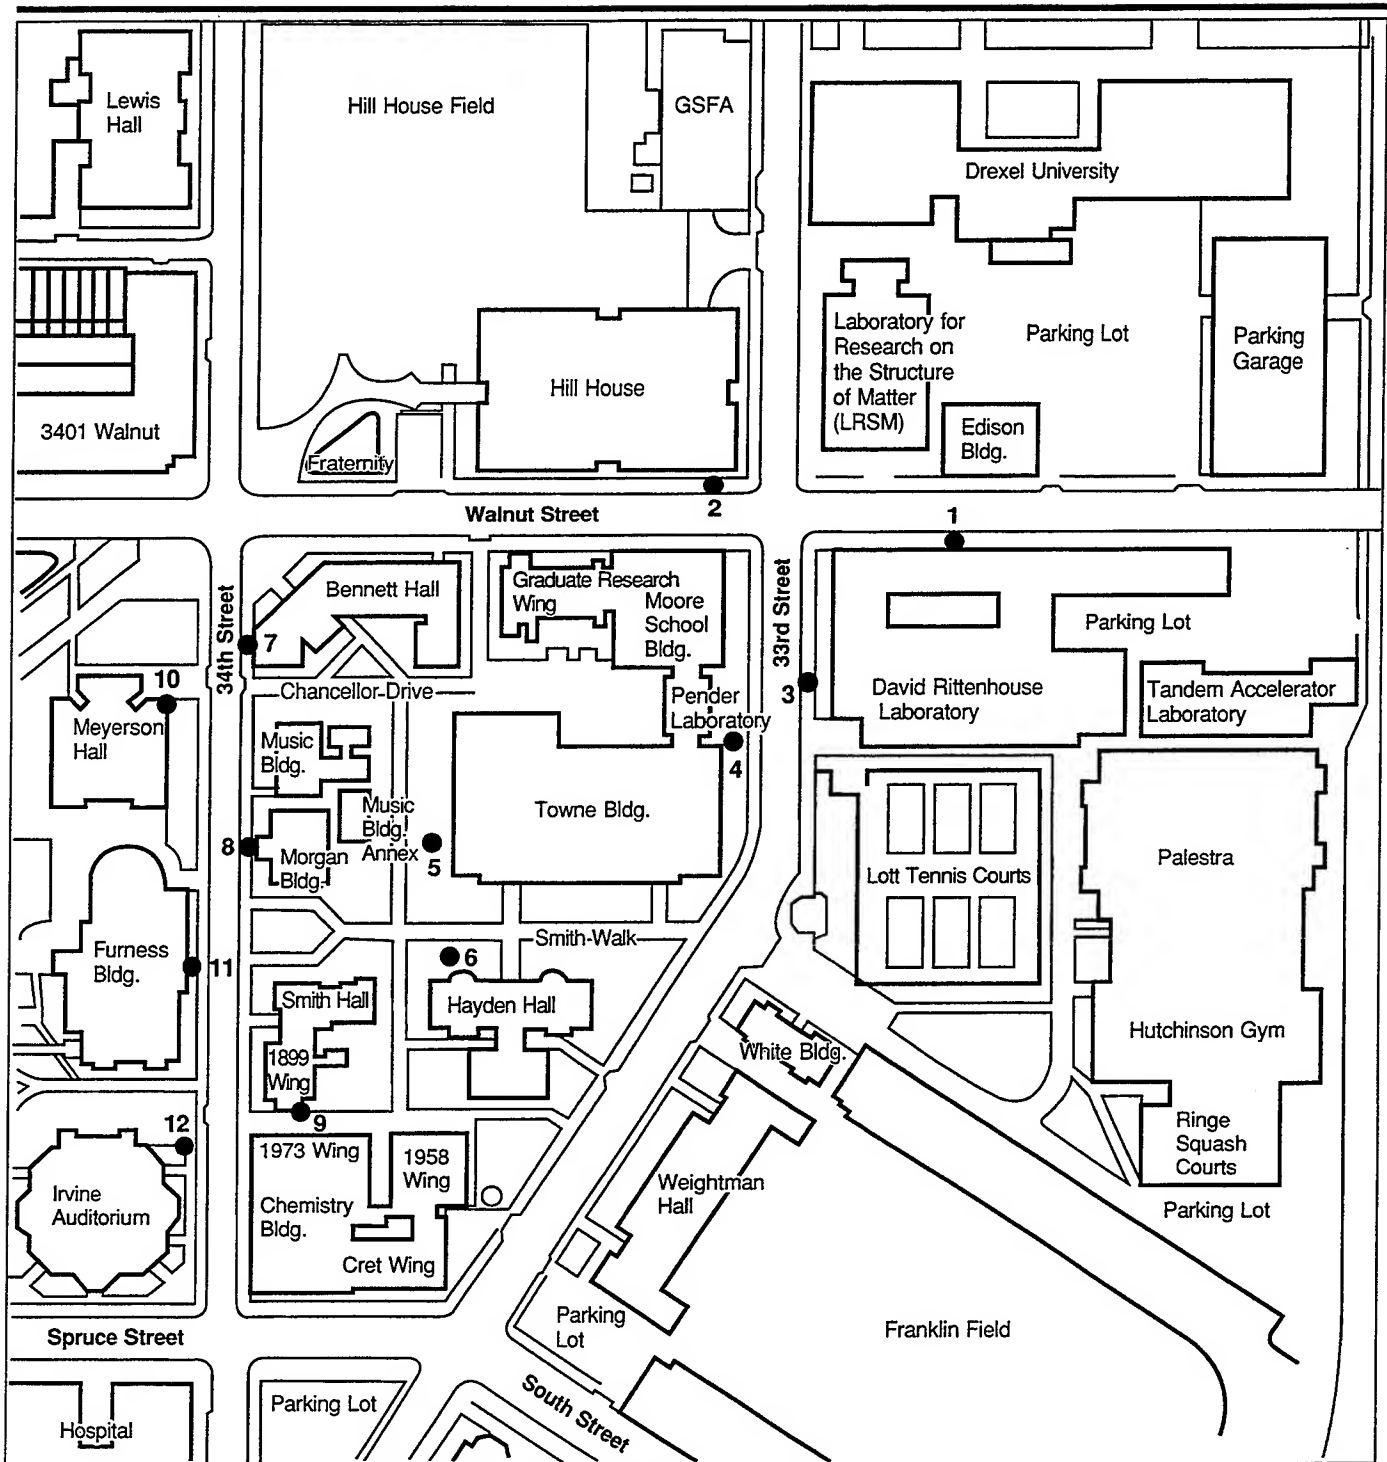 Lewis
Hall
Hill House Field
GSFA
Drexel University
3401 Walnut
Fraternity
Hill House
Laboratory for
Research on
the Structure
of Matter
(LRSM)
Edison
Bldg.
Parking Lot
Parking
Garage
2
Walnut Street
1
34th Street
33rd Street
Bennett Hall
7
Graduate Research
Wing
Moore
School
Bldg.
Parking Lot
10
Meyerson
Hall
Chancellor Drive
Pender
Laboratory
3
David Rittenhouse
Laboratory
Tandem Accelerator
Laboratory
Music
Bldg.
4
Music
Bldg.
Annex
Towne Bldg.
8
Morgan
Bldg.
5
Lott Tennis Courts
Palestra
Furness
Bldg.
11
Smith Walk
6
Smith Hall
Hayden Hall
1899
Wing
White Bldg.
Hutchinson Gym
9
12
Irvine
Auditorium
1973 Wing
1958
Wing
Chemistry
Bldg.
Cret Wing
Weightman
Hall
Ringe
Squash
Courts
Parking Lot
Spruce Street
Parking
Lot
Franklin Field
Hospital
Parking Lot
South Street